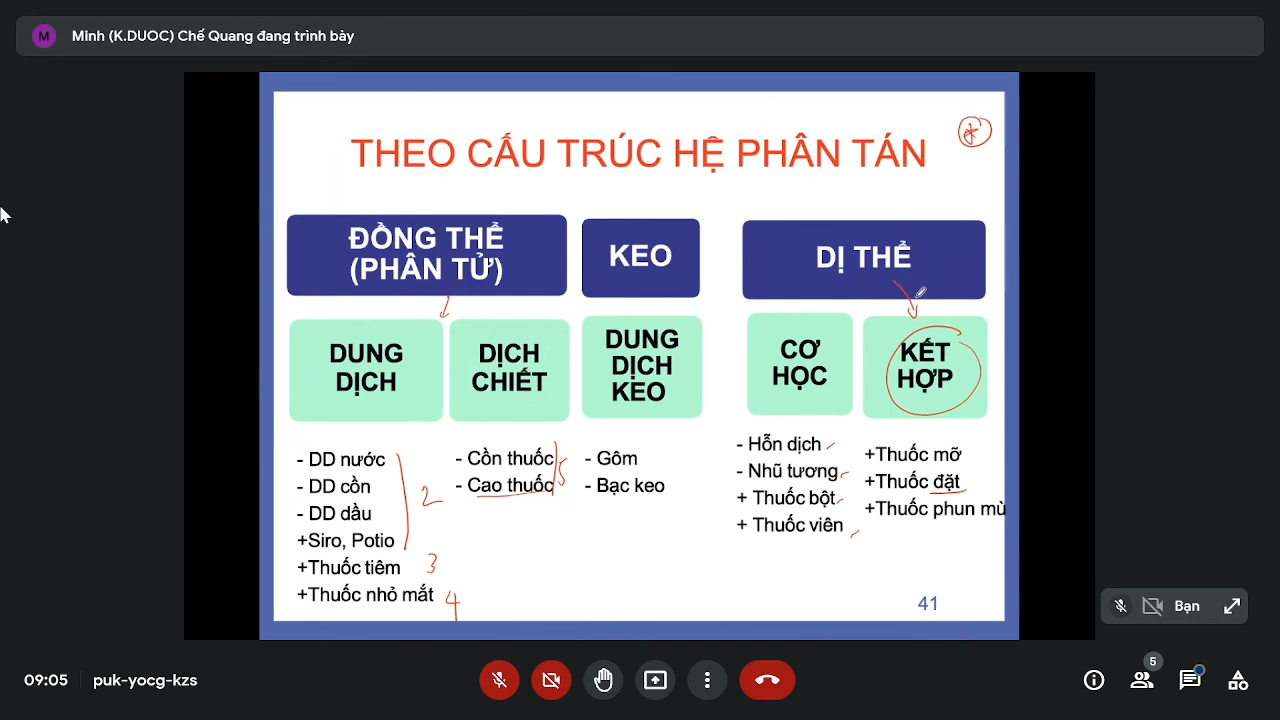 M
Minh (K.DUOC) Chế Quang đang trình bày
THEO CẤU TRÚC HỆ PHÂN TÁN
ĐỒNG THỂ
(PHÂN TỬ)
KEO
DỊ THỂ
DUNG
DỊCH
DỊCH
CHIẾT
DUNG
DỊCH
KEO
CƠ
HỌC
KẾT
HỢP
- DD nước
- DD cồn
- DD dầu
+Siro, Potio
+Thuốc tiêm
+Thuốc nhỏ mắt
2
3
4
- Cồn thuốc
- Cao thuốc
5
- Gôm
- Bạc keo
- Hỗn dịch
- Nhũ tương
+ Thuốc bột
+ Thuốc viên
+Thuốc mỡ
+Thuốc đặt
+Thuốc phun mù
41
Bạn
09:05
puk-yocg-kzs
5